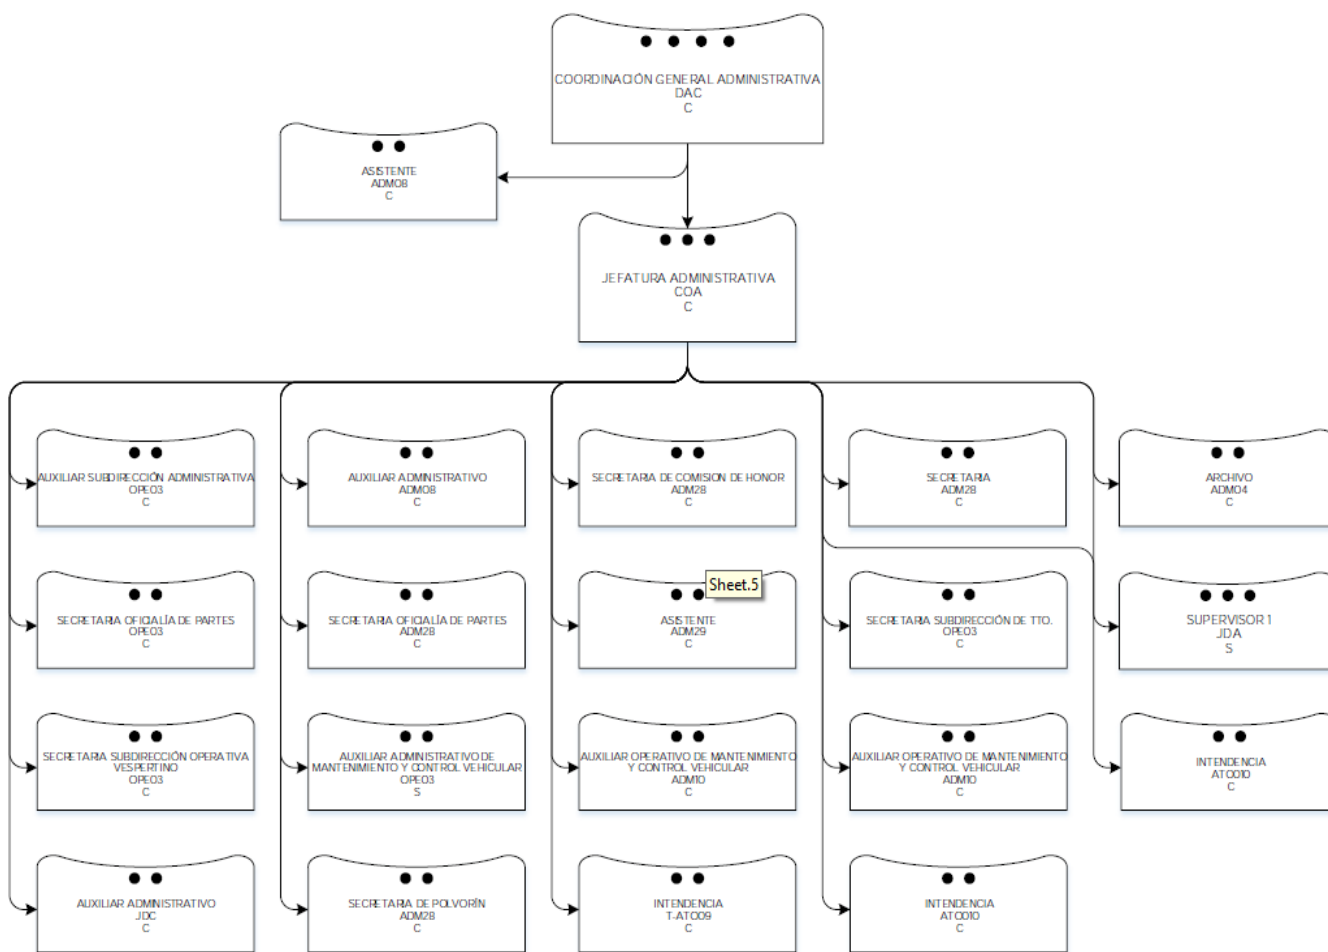 COORDINACIÓN GENERAL ADMINISTRATIVA
DAC
C
ASISTENTE
ADM08
C
JEFATURA ADMINISTRATIVA
COA
C
AUXILIAR SUBDIRECCIÓN ADMINISTRATIVA
OPE03
C
AUXILIAR ADMINISTRATIVO
ADM08
C
SECRETARIA DE COMISION DE HONOR
ADM28
C
SECRETARIA
ADM28
C
ARCHIVO
ADM04
C
SECRETARIA OFICIALÍA DE PARTES
OPE03
C
SECRETARIA OFICIALÍA DE PARTES
ADM28
C
Sheet.5
ASISTENTE
ADM29
C
SECRETARIA SUBDIRECCIÓN DE TTO.
OPE03
C
SUPERVISOR 1
JDA
S
SECRETARIA SUBDIRECCIÓN OPERATIVA
VESPERTINO
OPE03
C
AUXILIAR ADMINISTRATIVO DE
MANTENIMIENTO Y CONTROL VEHICULAR
OPE03
S
AUXILIAR OPERATIVO DE MANTENIMIENTO
Y CONTROL VEHICULAR
ADM10
C
AUXILIAR OPERATIVO DE MANTENIMIENTO
Y CONTROL VEHICULAR
ADM10
C
INTENDENCIA
ATO010
C
AUXILIAR ADMINISTRATIVO
JDC
C
SECRETARIA DE POLVORÍN
ADM28
C
INTENDENCIA
T-ATO09
C
INTENDENCIA
ATO010
C